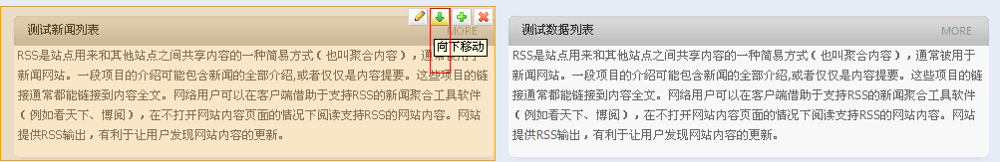 测试新闻列表
MORE
向下移动
RSS是站点用来和其他站点之间共享内容的一种简易方式（也叫聚合内容），通常被用于
新闻网站。一段项目的介绍可能包含新闻的全部介绍,或者仅仅是内容提要。这些项目的链
接通常都能链接到内容全文。网络用户可以在客户端借助于支持RSS的新闻聚合工具软件
（例如看天下、博阅），在不打开网站内容页面的情况下阅读支持RSS的网站内容。网站
提供RSS输出，有利于让用户发现网站内容的更新。
测试数据列表
MORE
RSS是站点用来和其他站点之间共享内容的一种简易方式（也叫聚合内容），通常被用于
新闻网站。一段项目的介绍可能包含新闻的全部介绍,或者仅仅是内容提要。这些项目的链
接通常都能链接到内容全文。网络用户可以在客户端借助于支持RSS的新闻聚合工具软件
（例如看天下、博阅），在不打开网站内容页面的情况下阅读支持RSS的网站内容。网站
提供RSS输出，有利于让用户发现网站内容的更新。